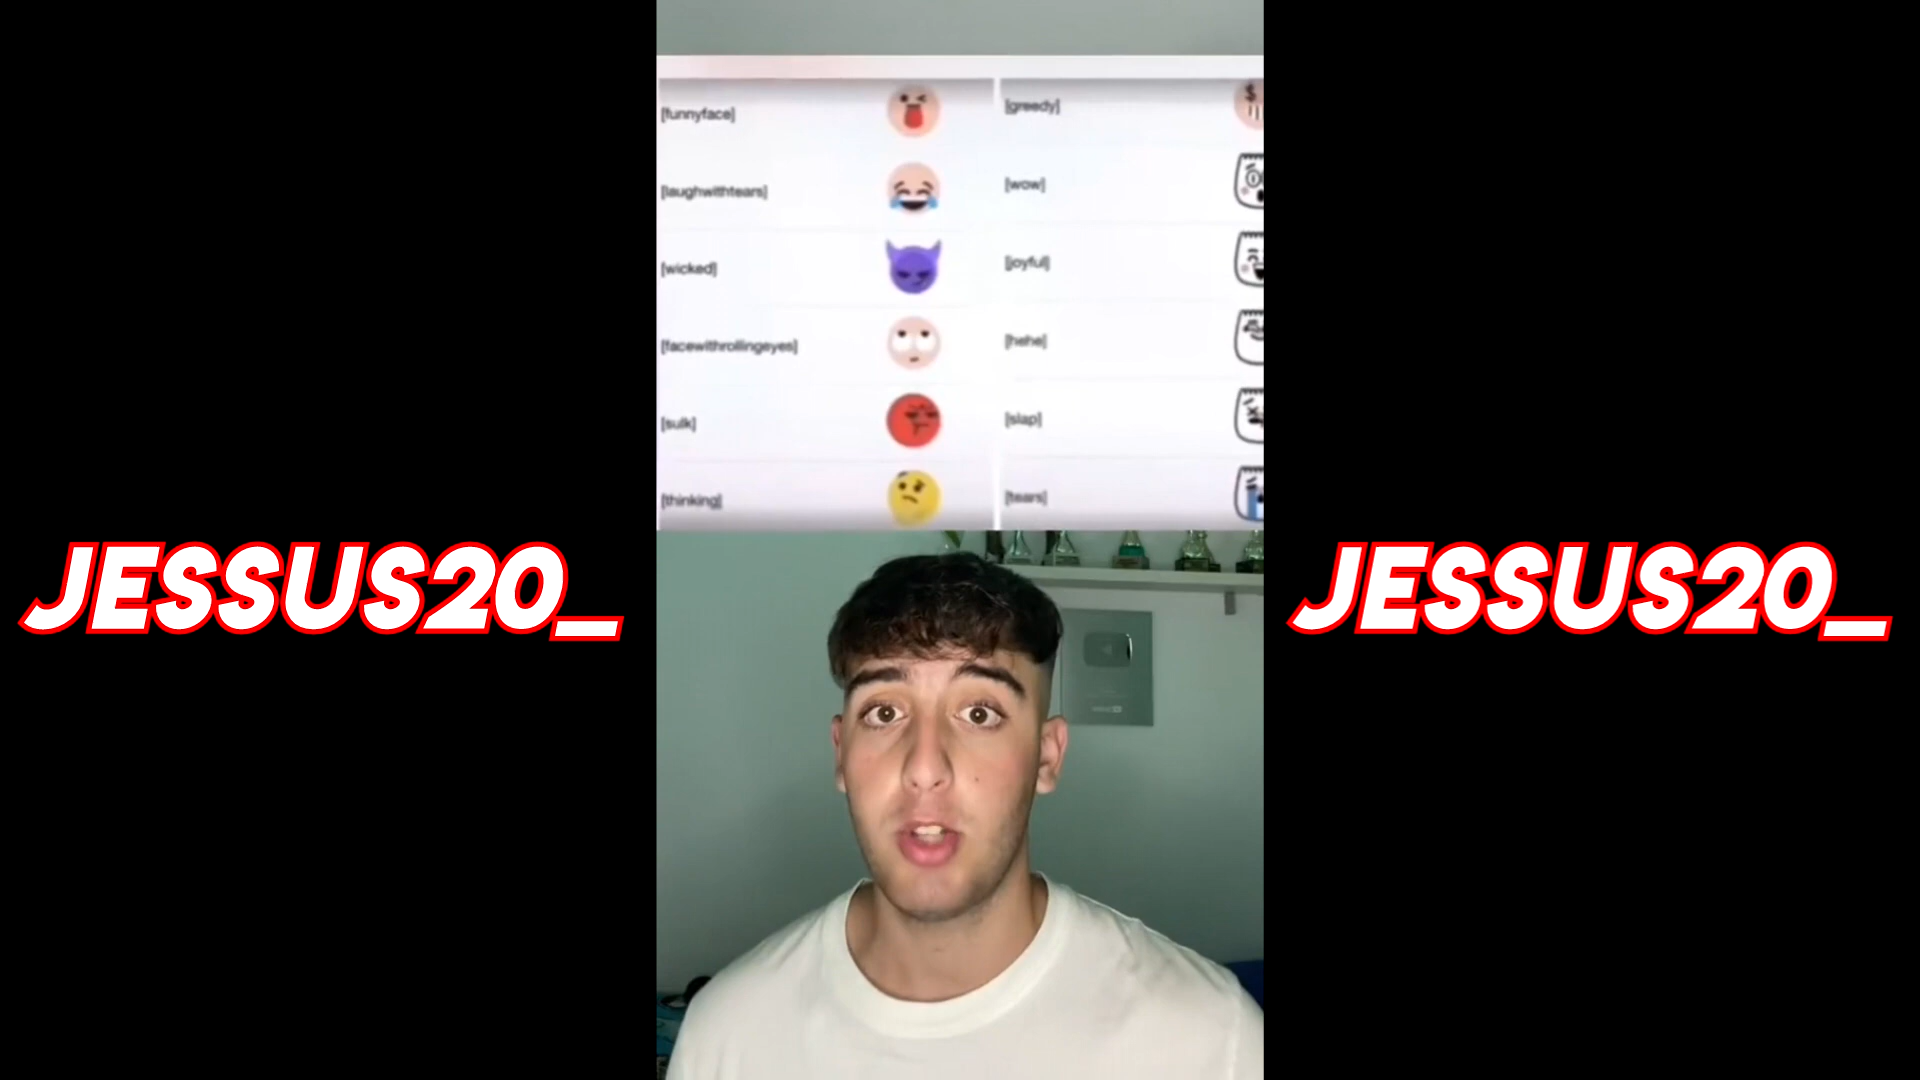 [funnyface]
[laughwithtears]
[wicked]
[facewithrollingeyes]
[sulk]
[thinking]
[greedy]
[wow]
[joyful]
[hehe]
[slap]
[tears]
JESSUS20_
JESSUS20_